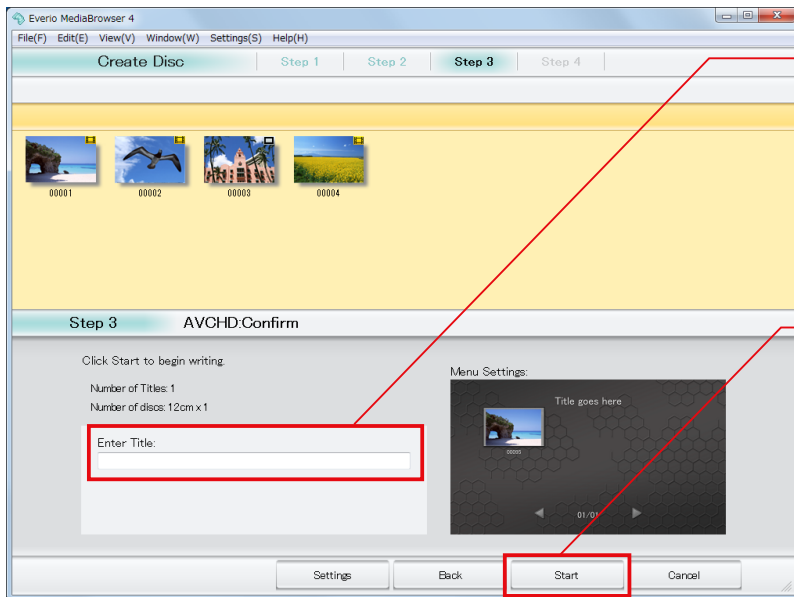 Everio MediaBrowser 4
File(F) Edit(E) View(V) Window(W) Settings(S) Help(H)
Create Disc Step 1 Step 2 Step 3 Step 4
00001 00002 00003 00004
Step 3 AVCHD:Confirm
Click Start to begin writing.
Number of Titles: 1
Number of discs: 12cm x 1
Enter Title:
Menu Settings:
Title goes here
01/01
Settings Back Start Cancel